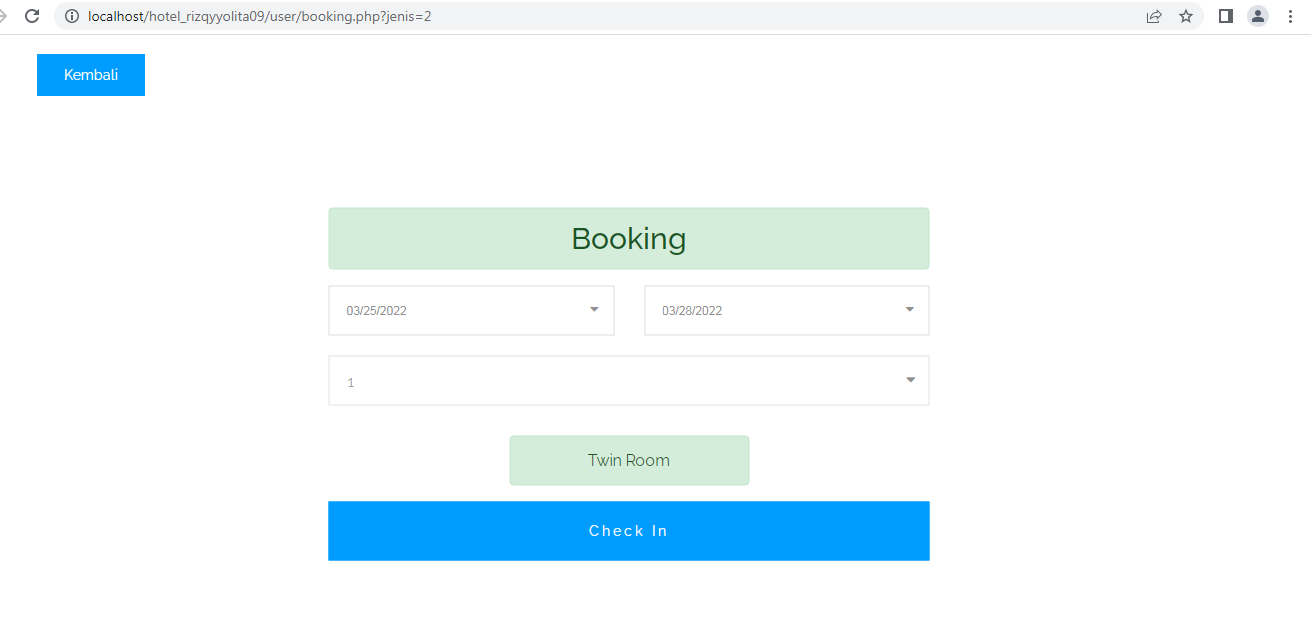 localhost/hotel_rizqyyolita09/user/booking.php?jenis=2
Kembali
Booking
03/25/2022
03/28/2022
1
Twin Room
Check In